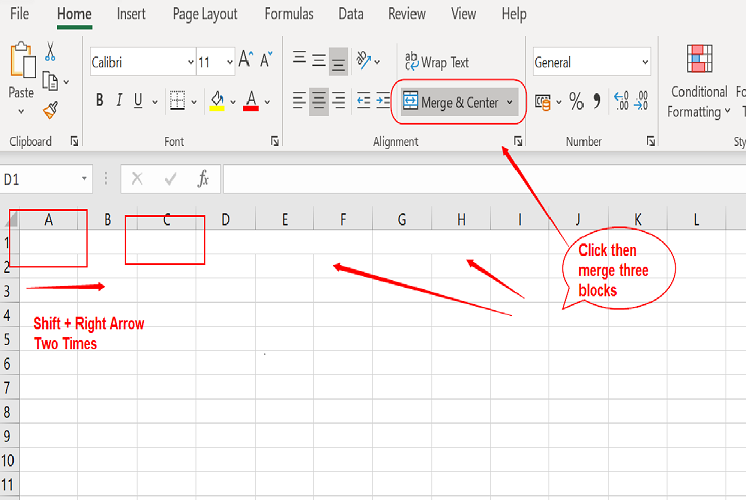 File Home Insert Page Layout Formulas Data Review View Help
Calibri 11 A A ab Wrap Text General
Paste B I U A Merge & Center % 9 .00 .00 Conditional
Formatting
Clipboard Font Alignment Number
D1 fx
A B C D E F G H I J K L
1
2
3
4
5
6
7
8
9
10
11
Shift + Right Arrow
Two Times
Click then
merge three
blocks